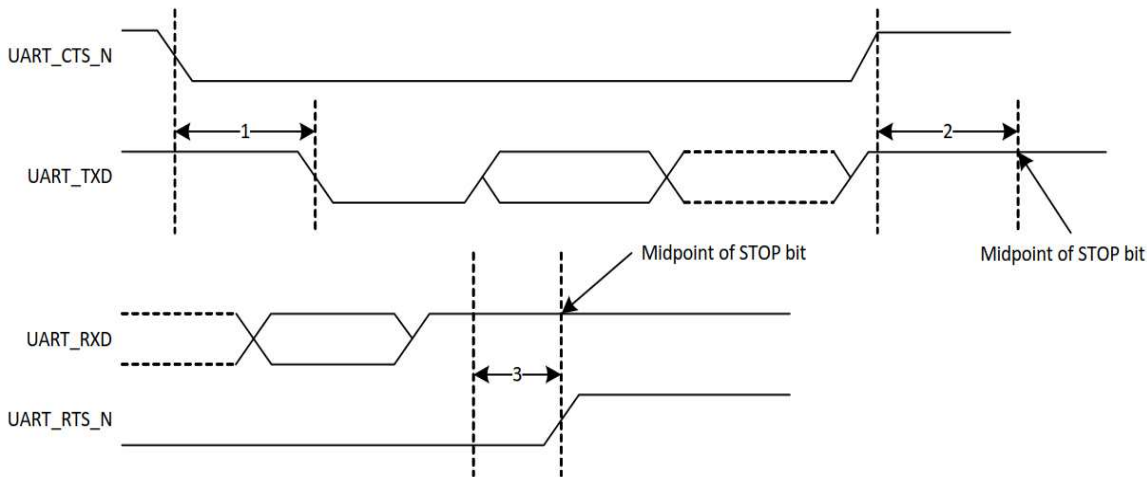 UART_CTS_N
1
2
UART_TXD
Midpoint of STOP bit
Midpoint of STOP bit
UART_RXD
3
UART_RTS_N